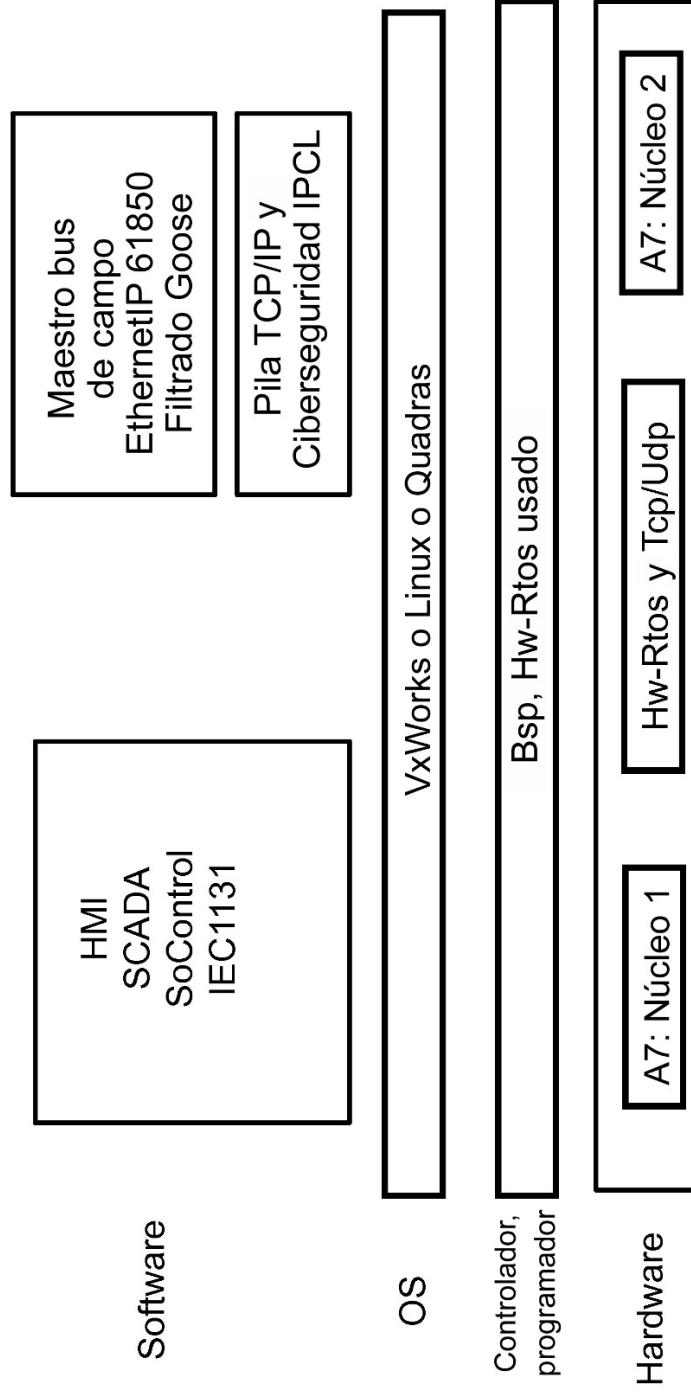 Software
HMI
SCADA
SoControl
IEC1131
Maestro bus
de campo
EthernetIP 61850
Filtrado Goose
Pila TCP/IP y
Ciberseguridad IPCL
OS
VxWorks o Linux o Quadras
Controlador,
programador
Bsp, Hw-Rtos usado
Hardware
A7: Núcleo 1
Hw-Rtos y Tcp/Udp
A7: Núcleo 2